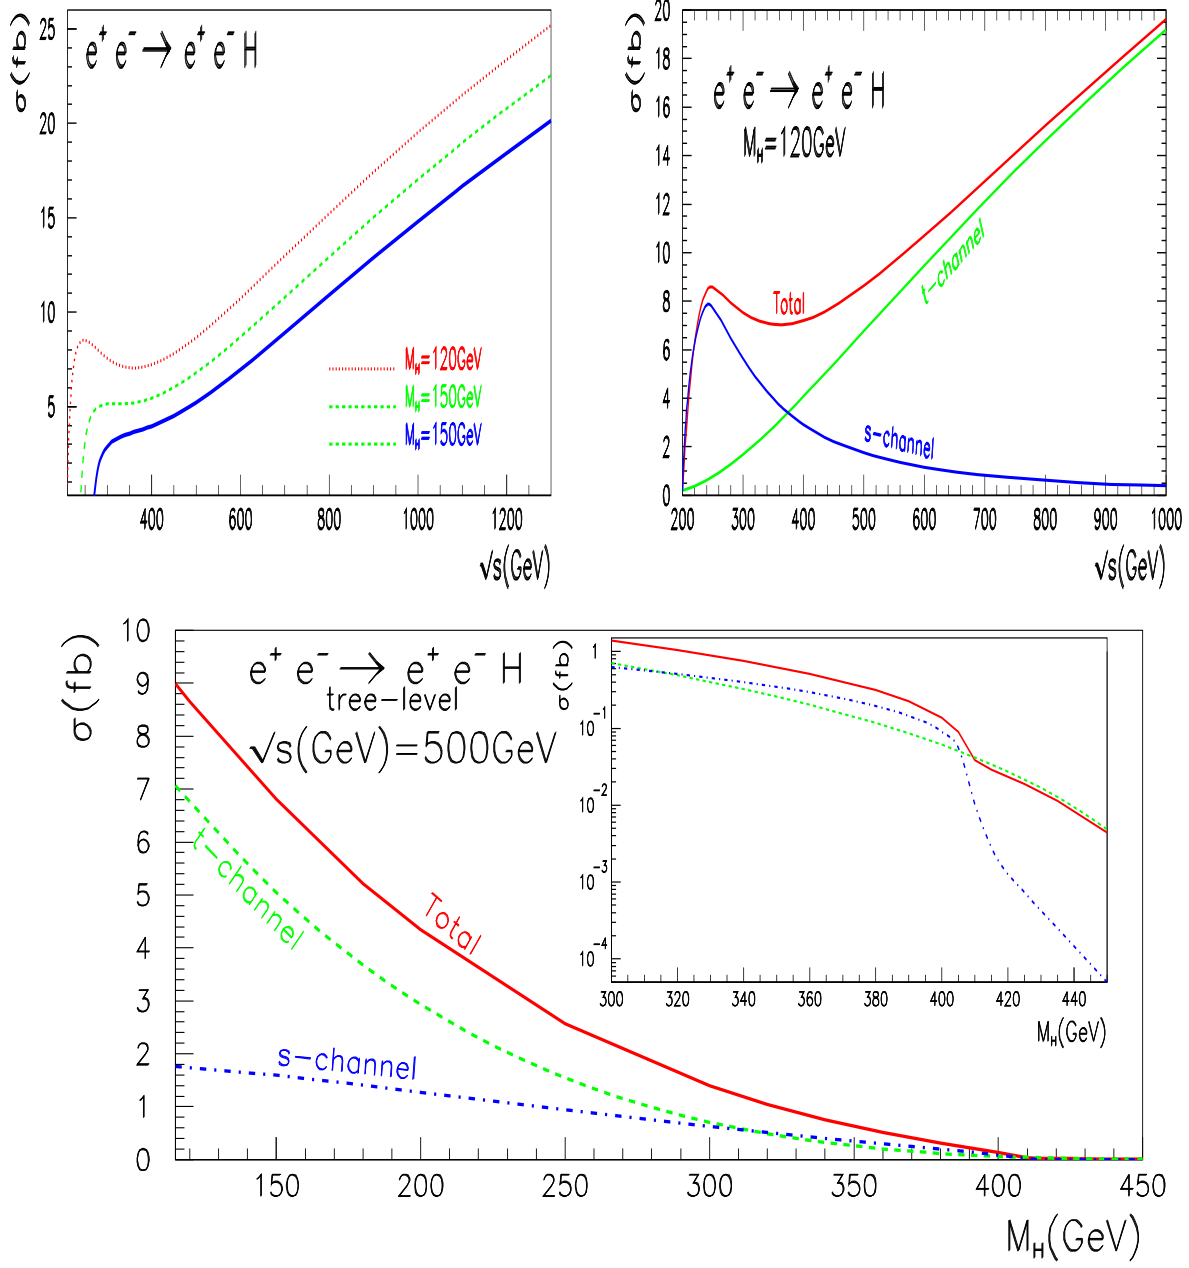 σ(fb)
e⁺ e⁻ → e⁺ e⁻ H
25
20
15
10
5
M_H=120GeV
M_H=150GeV
M_H=150GeV
400 600 800 1000 1200
√s(GeV)
σ(fb)
e⁺ e⁻ → e⁺ e⁻ H
M_H=120GeV
20
18
16
14
12
10
8
6
4
2
0
t-channel
Total
s-channel
200 300 400 500 600 700 800 900 1000
√s(GeV)
σ(fb)
e⁺ e⁻ → e⁺ e⁻ H
tree-level
√s(GeV)=500GeV
10
9
8
7
6
5
4
3
2
1
0
t-channel
Total
s-channel
150 200 250 300 350 400 450
M_H(GeV)
σ(fb)
1
10⁻¹
10⁻²
10⁻³
10⁻⁴
300 320 340 360 380 400 420 440
M_H(GeV)